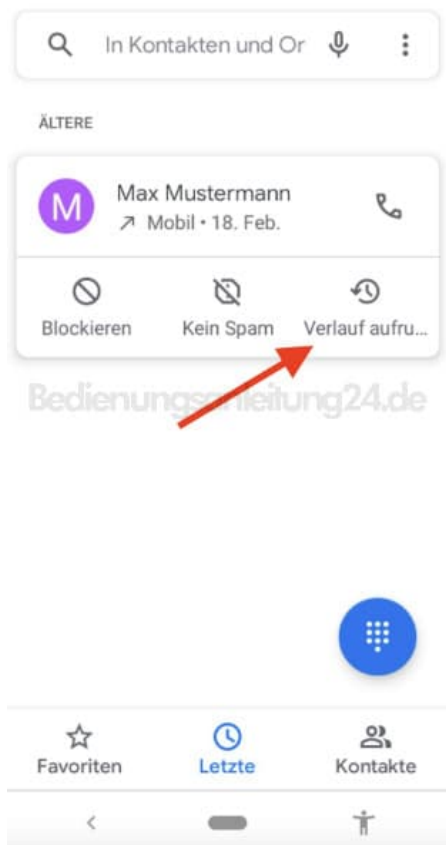 In Kontakten und Or
ÄLTERE
M
Max Mustermann
Mobil • 18. Feb.
Blockieren
Kein Spam
Verlauf aufru...
Bedienungsanleitung24.de
Favoriten
Letzte
Kontakte